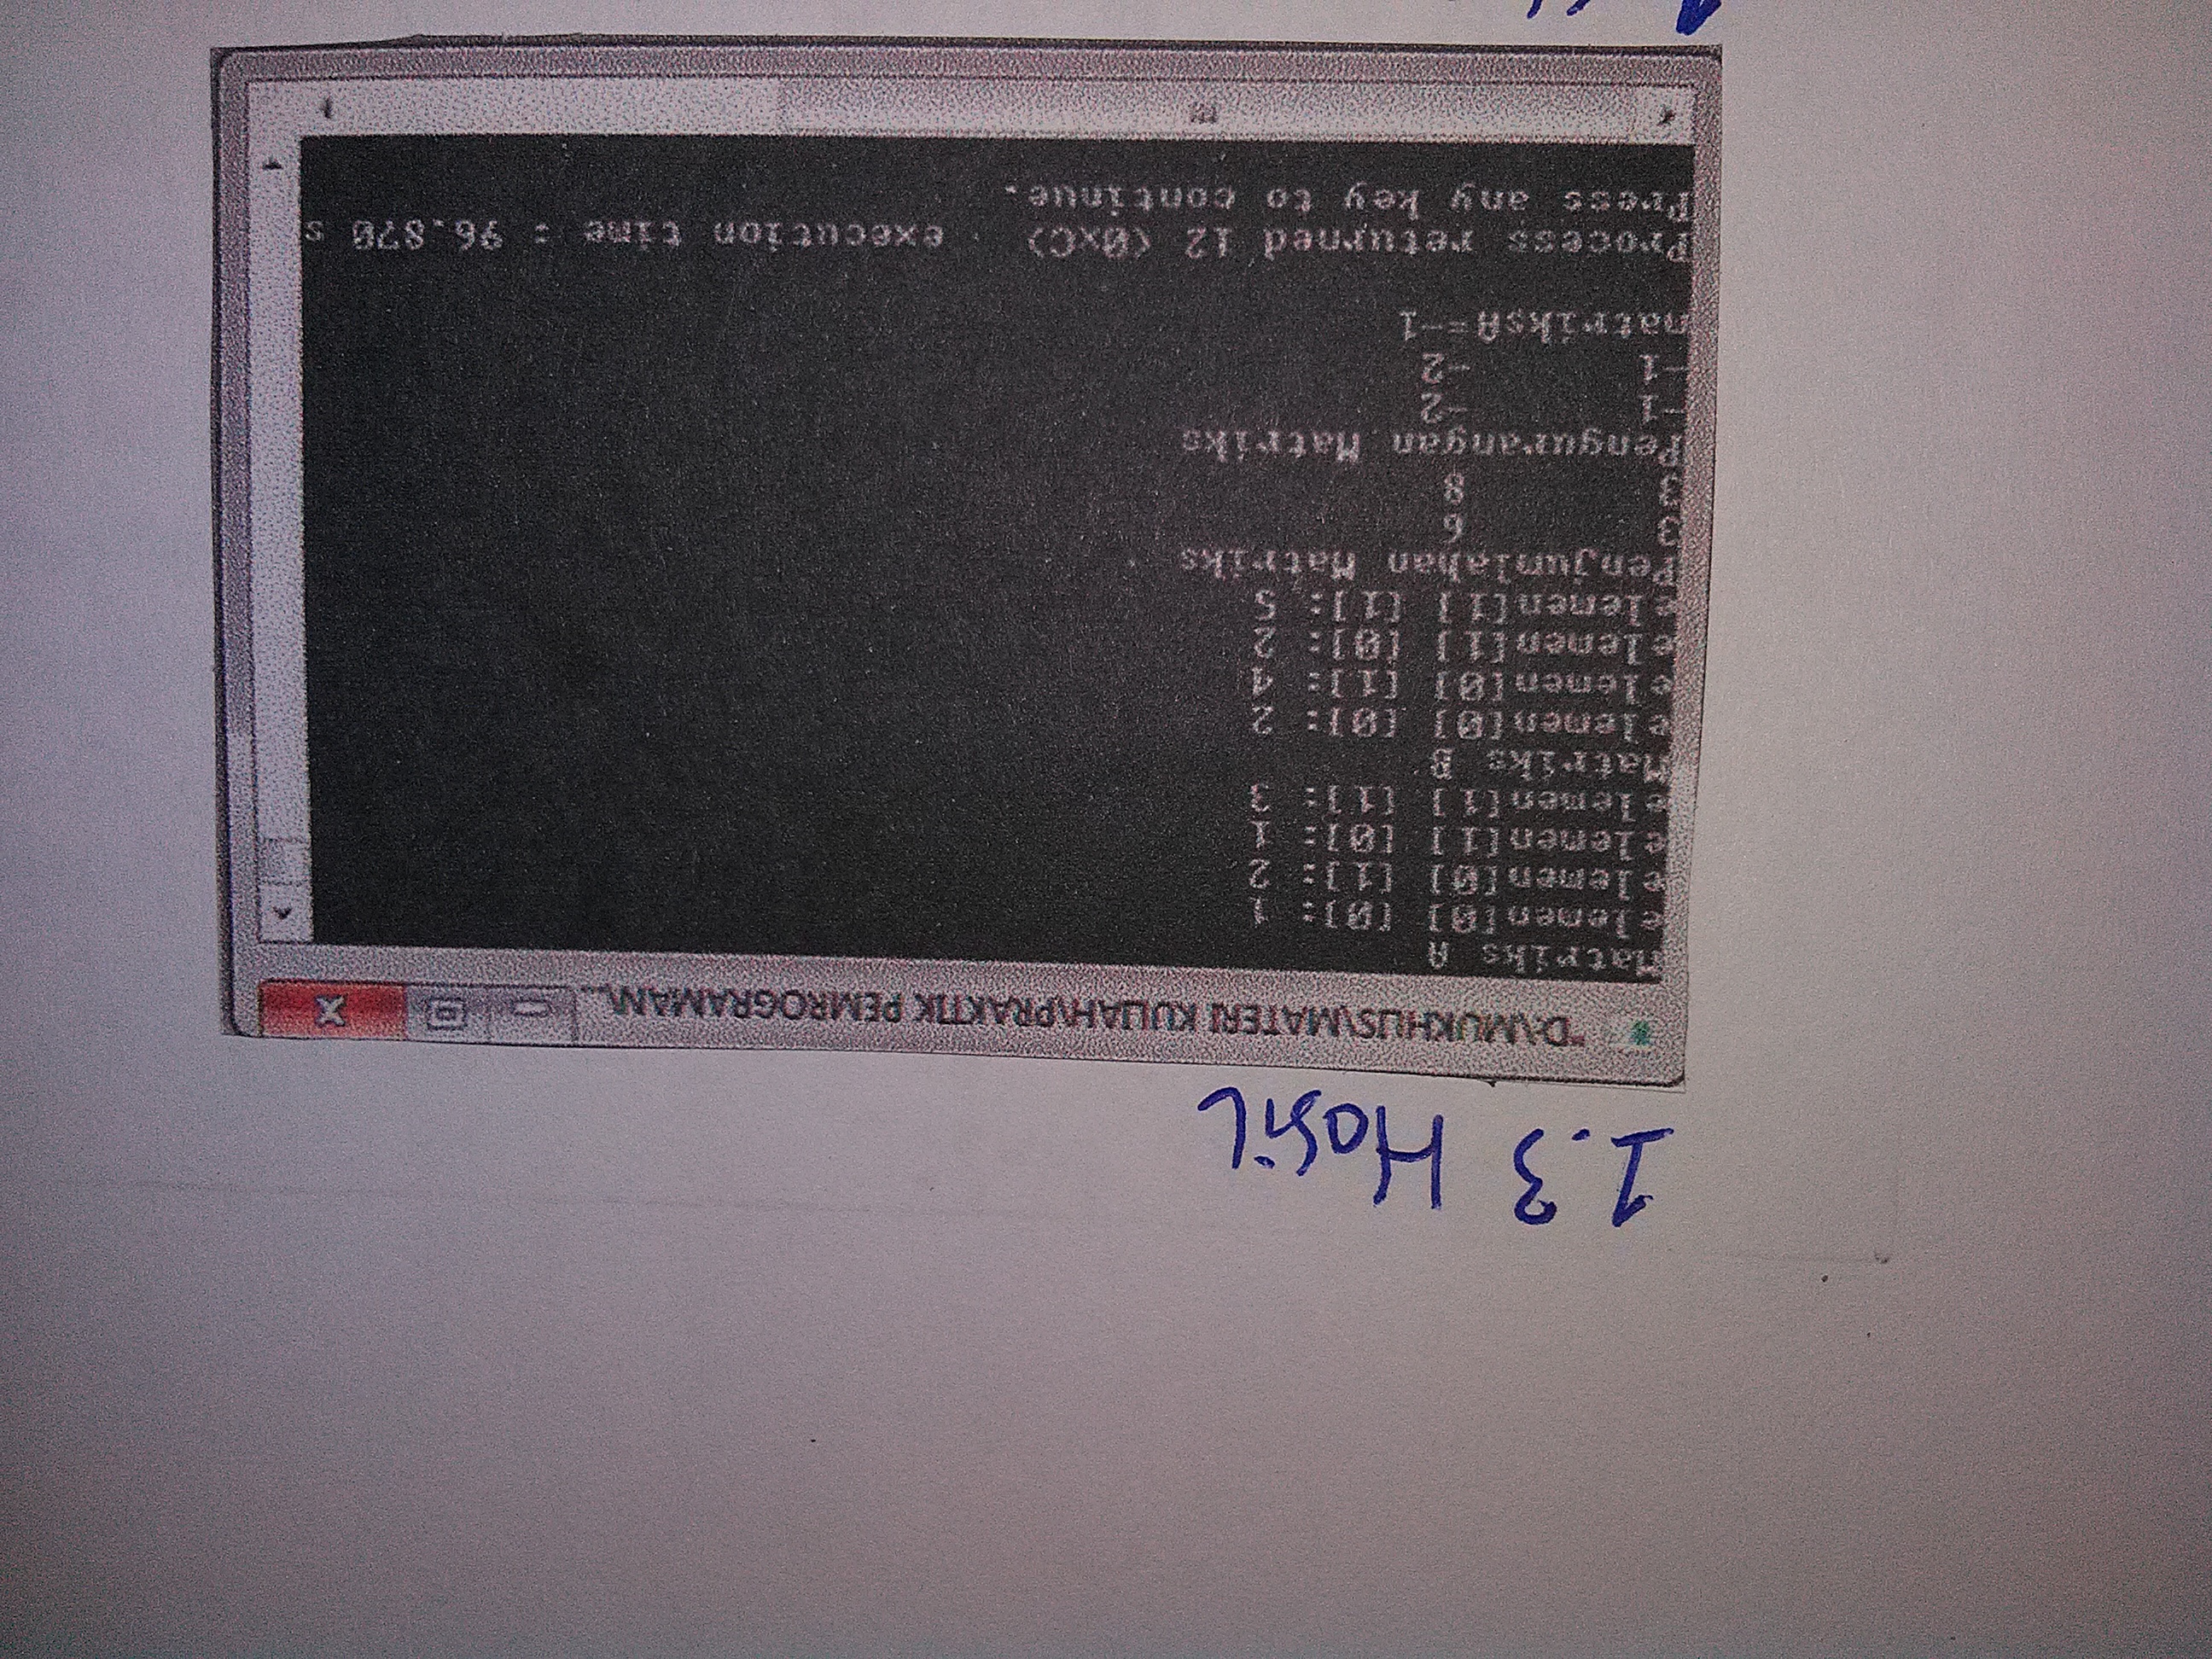 1.3 Hasil
"D:\MUKHLIS\MATERI KULIAH\PRAKTIK PEMROGRAMAN\...
Matriks A
elemen[0] [0]: 1
elemen[0] [1]: 2
elemen[1] [0]: 1
elemen[1] [1]: 3
Matriks B
elemen[0] [0]: 2
elemen[0] [1]: 4
elemen[1] [0]: 2
elemen[1] [1]: 5
Penjumlahan Matriks
3 6
3 8
Pengurangan Matriks
-1 -2
-1 -2
matriksA=-1
Process returned 12 (0xC) execution time : 96.870 s
Press any key to continue.